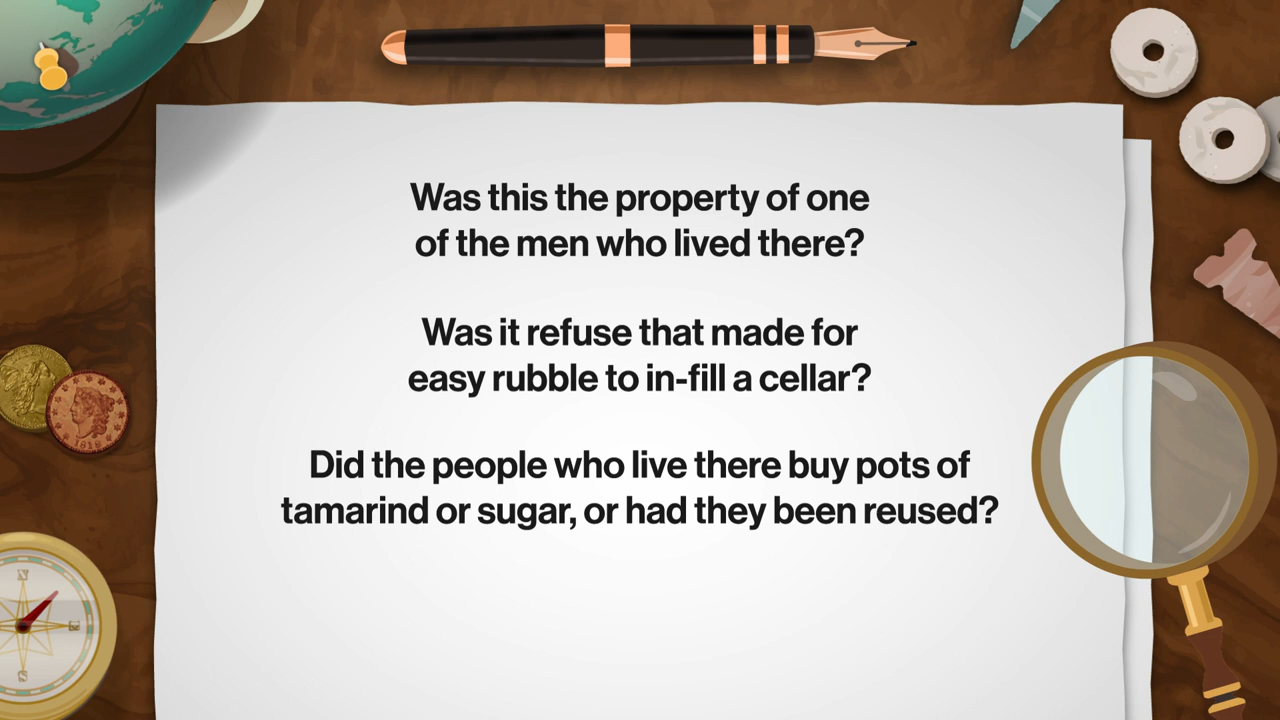 Was this the property of one
of the men who lived there?
Was it refuse that made for
easy rubble to in-fill a cellar?
Did the people who live there buy pots of
tamarind or sugar, or had they been reused?
N
E
S